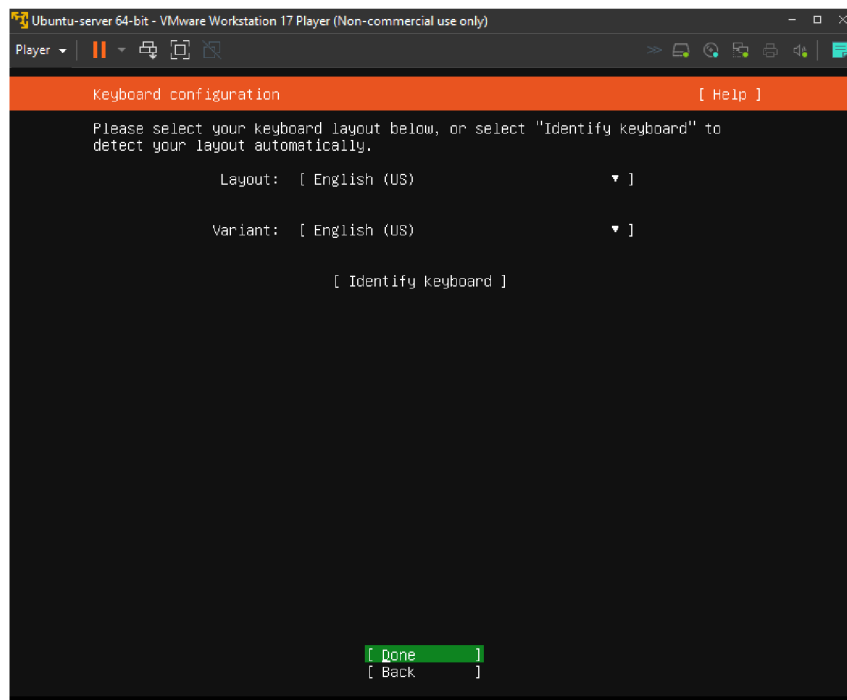 Ubuntu-server 64-bit - VMware Workstation 17 Player (Non-commercial use only)
Player
Keyboard configuration [ Help ]
Please select your keyboard layout below, or select "Identify keyboard" to
detect your layout automatically.
Layout: [ English (US) ▾ ]
Variant: [ English (US) ▾ ]
[ Identify keyboard ]
[ Done ]
[ Back ]